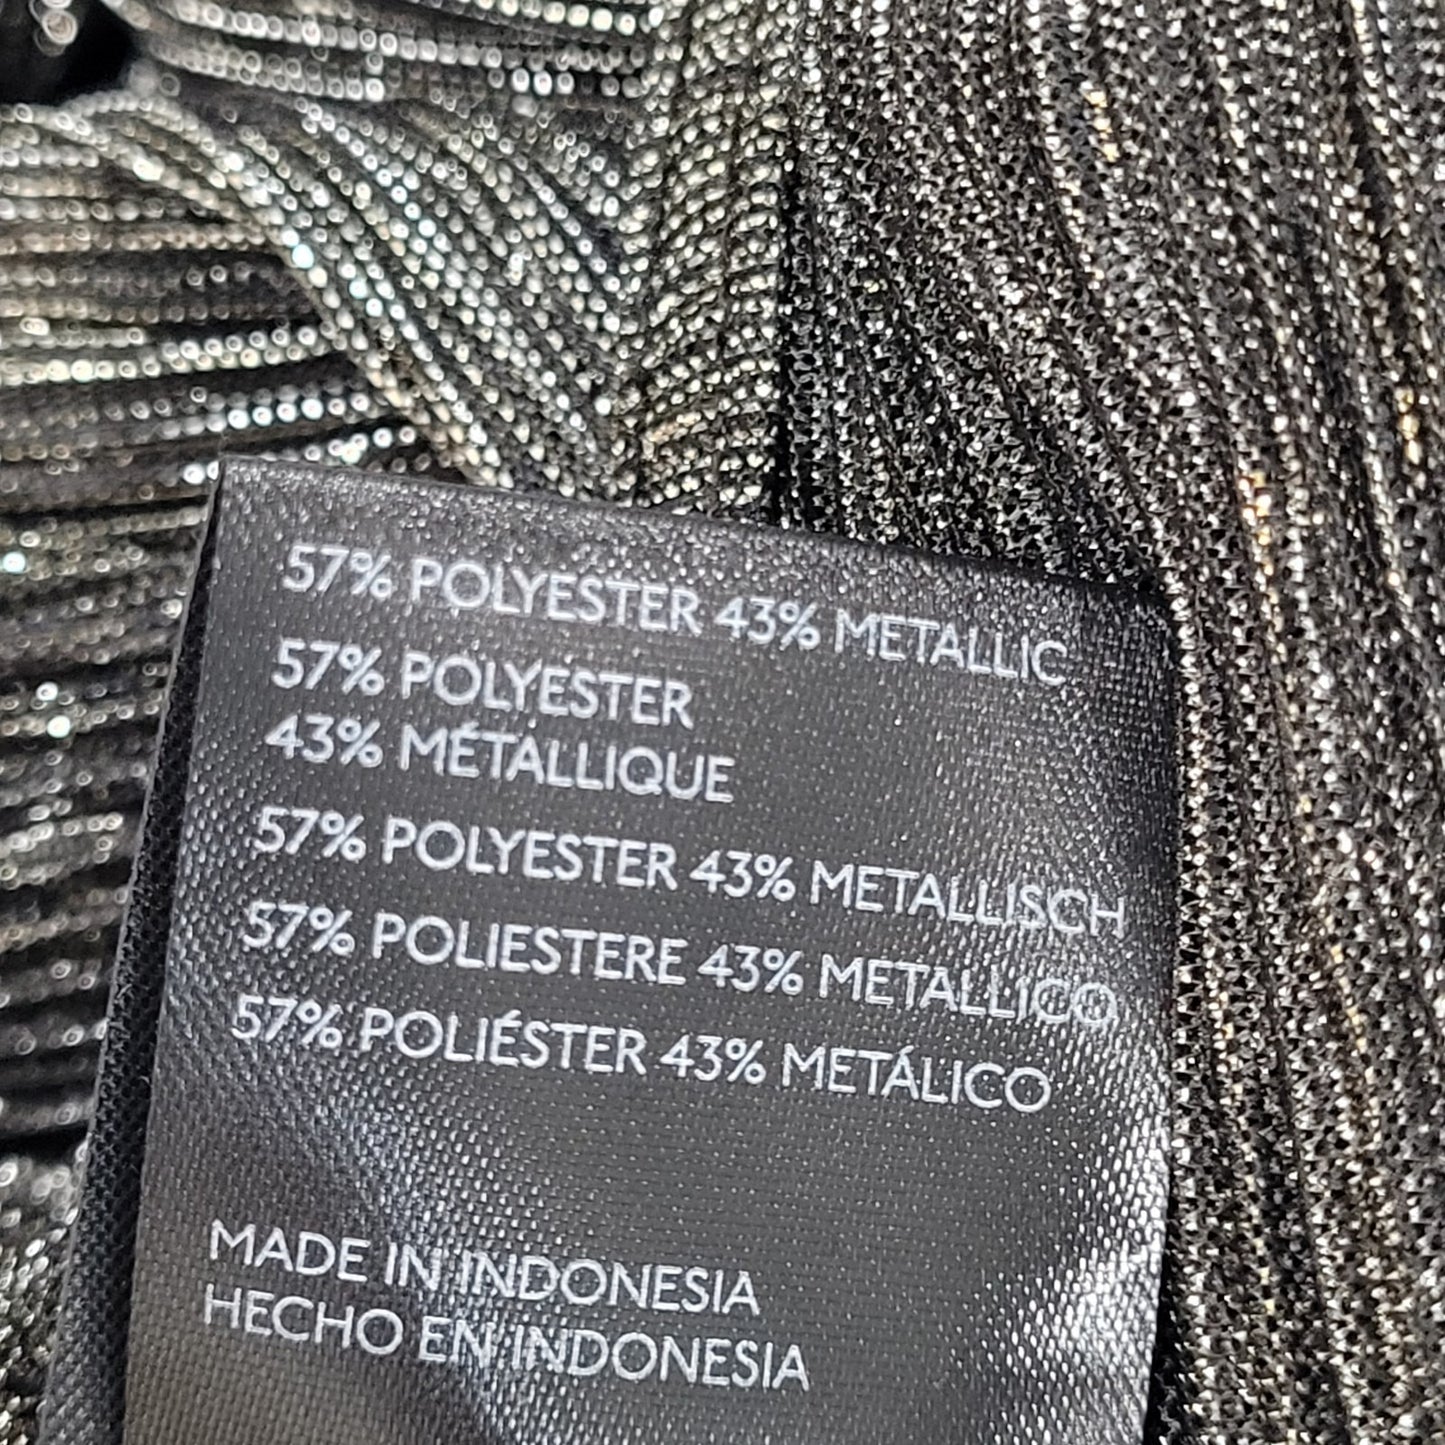 57% POLYESTER 43% METALLIC
57% POLYESTER
43% MÉTALLIQUE
57% POLYESTER 43% METALLISCH
57% POLIESTERE 43% METALLICO
57% POLIÉSTER 43% METÁLICO
MADE IN INDONESIA
HECHO EN INDONESIA